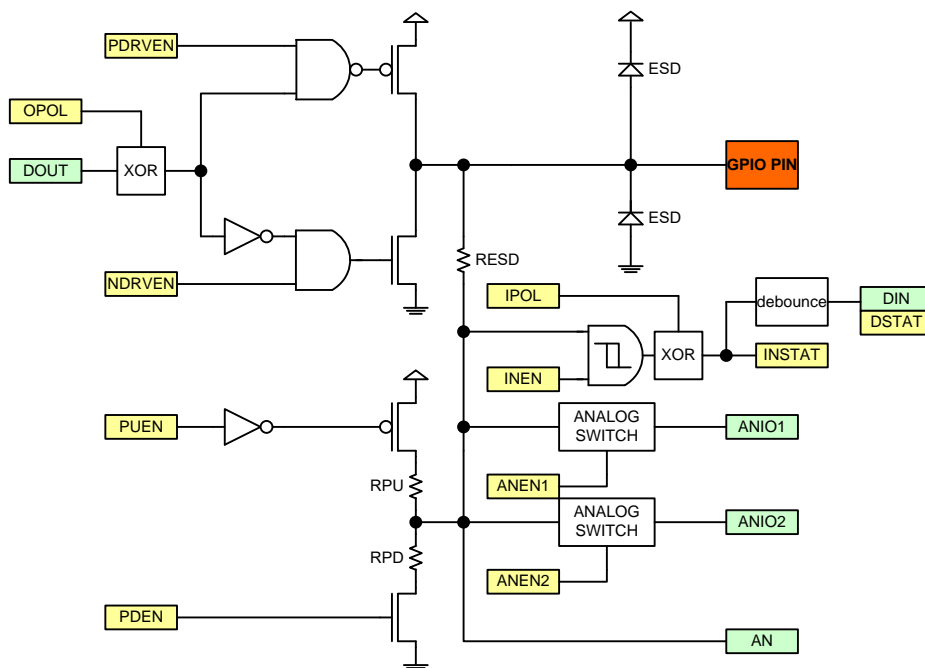 PDRVEN
ESD
OPOL
DOUT
XOR
GPIO PIN
ESD
RESD
NDRVEN
IPOL
debounce
DIN
DSTAT
XOR
INSTAT
INEN
PUEN
ANALOG
SWITCH
ANIO1
RPU
ANEN1
ANALOG
SWITCH
ANIO2
RPD
ANEN2
PDEN
AN